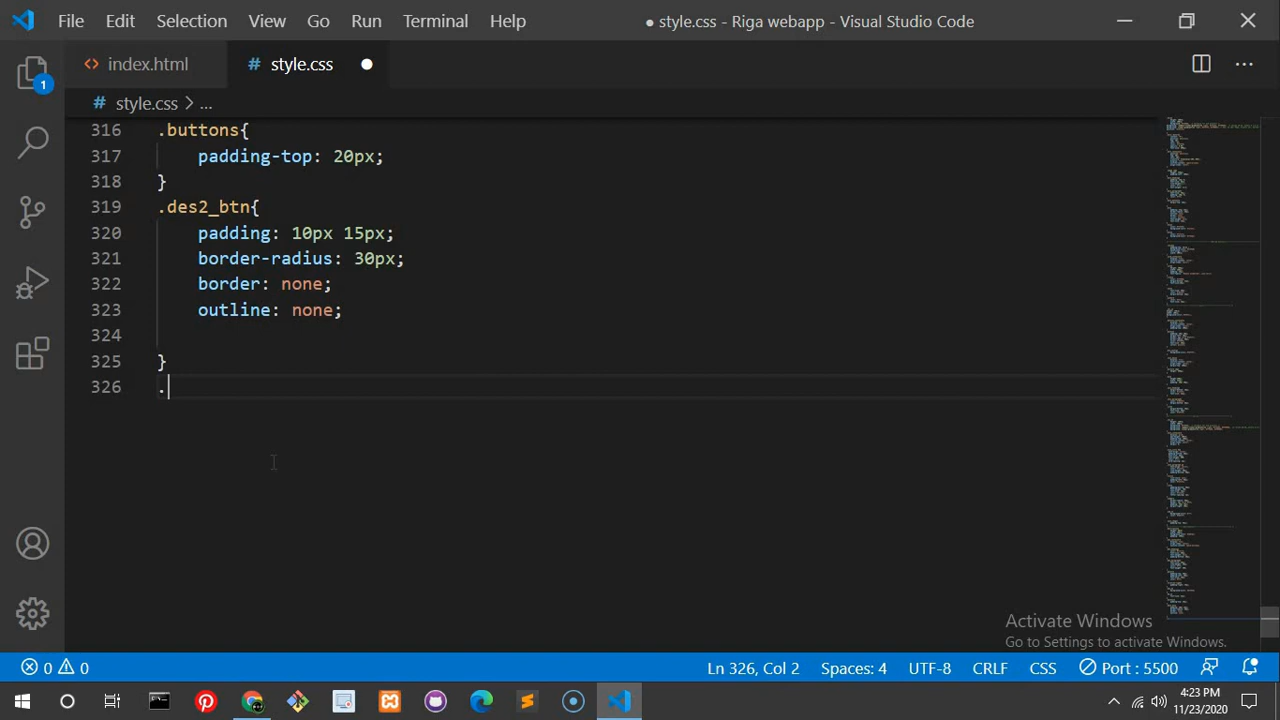 File Edit Selection View Go Run Terminal Help ● style.css - Riga webapp - Visual Studio Code
<> index.html # style.css ●
1
# style.css > ...
316 .buttons{
317 padding-top: 20px;
318 }
319 .des2_btn{
320 padding: 10px 15px;
321 border-radius: 30px;
322 border: none;
323 outline: none;
324
325 }
326 .
Activate Windows
Go to Settings to activate Windows.
0 0 Ln 326, Col 2 Spaces: 4 UTF-8 CRLF CSS Port : 5500
4:23 PM
11/23/2020